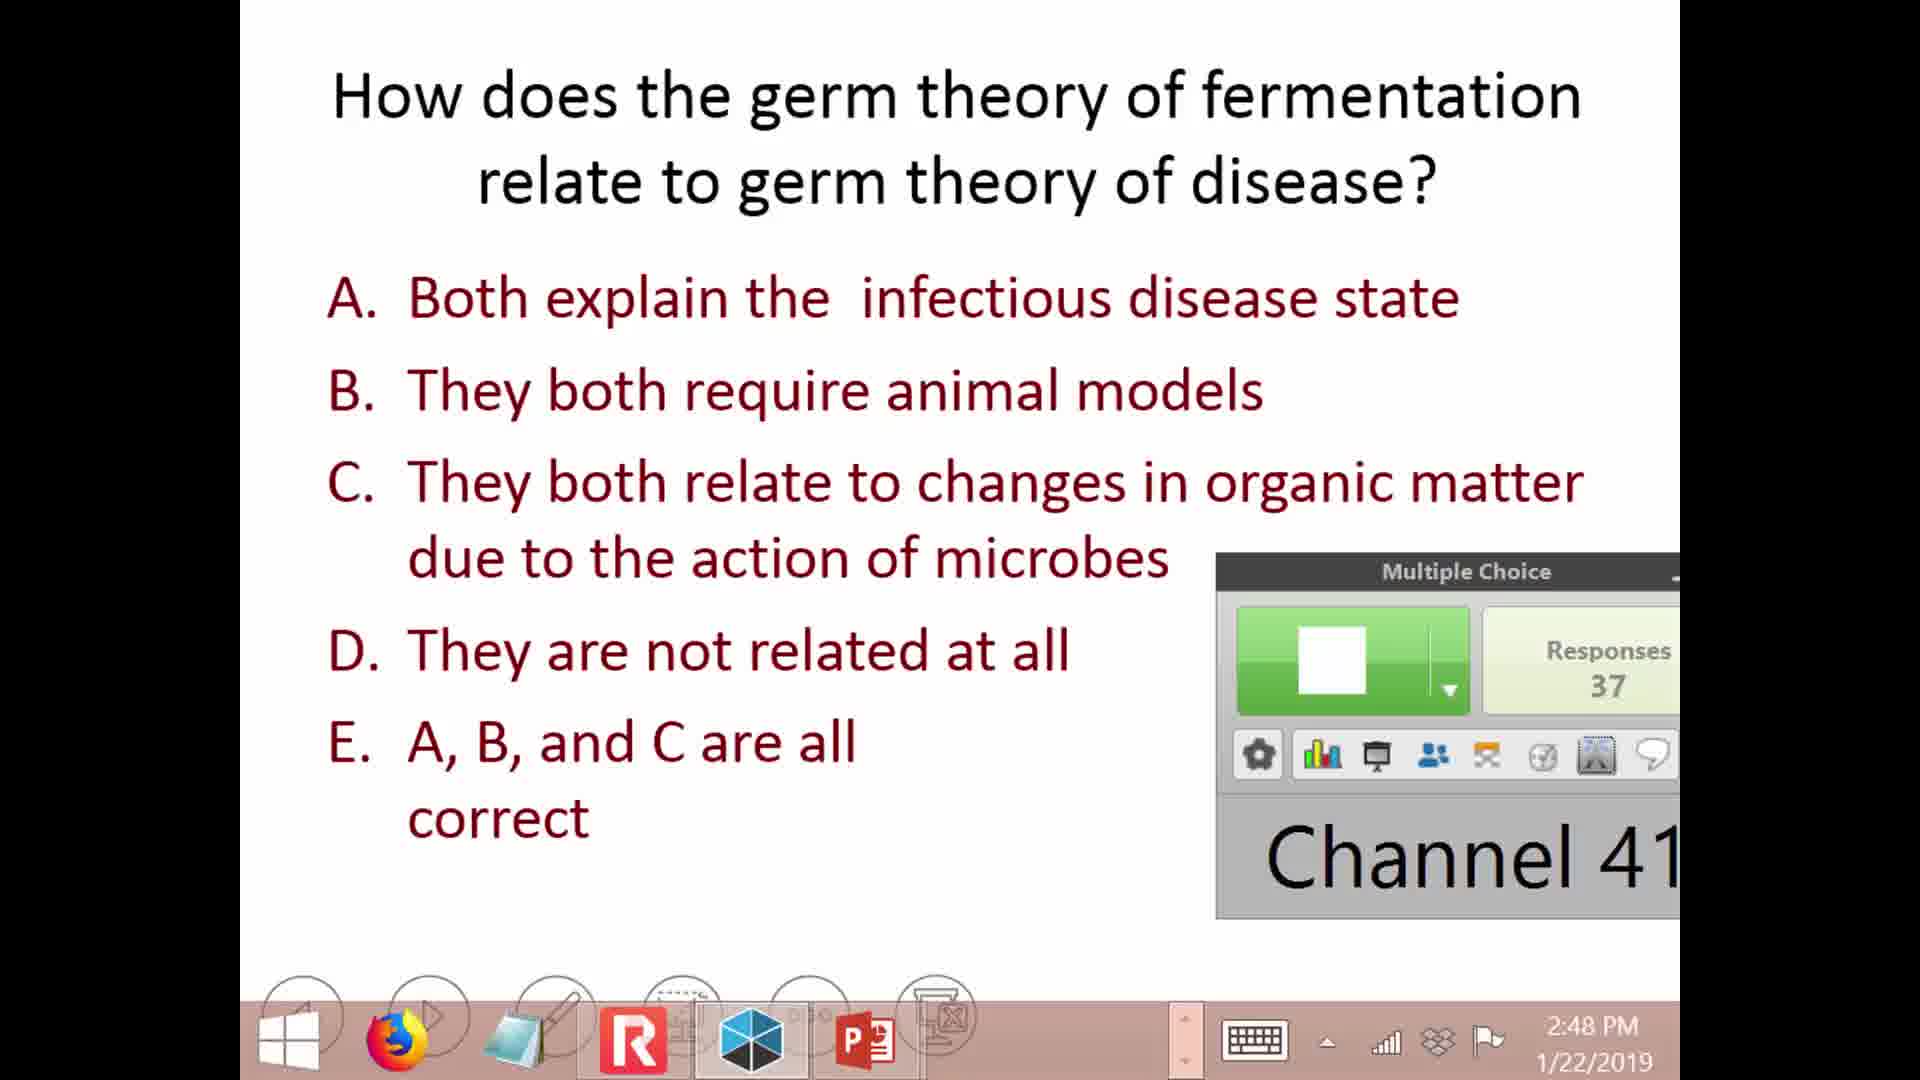 How does the germ theory of fermentation
relate to germ theory of disease?
A. Both explain the infectious disease state
B. They both require animal models
C. They both relate to changes in organic matter
due to the action of microbes
D. They are not related at all
E. A, B, and C are all
correct
Multiple Choice
Responses
37
Channel 41
2:48 PM
1/22/2019